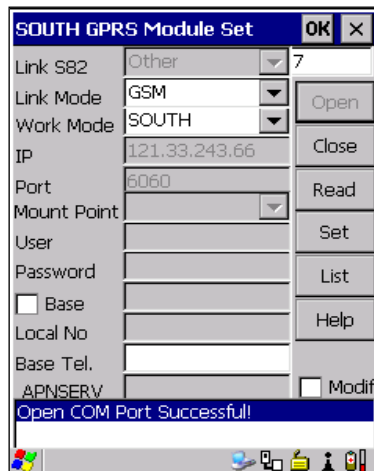 SOUTH GPRS Module Set OK ×
Link S82 Other 7
Link Mode GSM Open
Work Mode SOUTH
IP 121.33.243.66 Close
Port 6060 Read
Mount Point
User Set
Password List
Base
Local No Help
Base Tel.
APNSERV Modif
Open COM Port Successful!